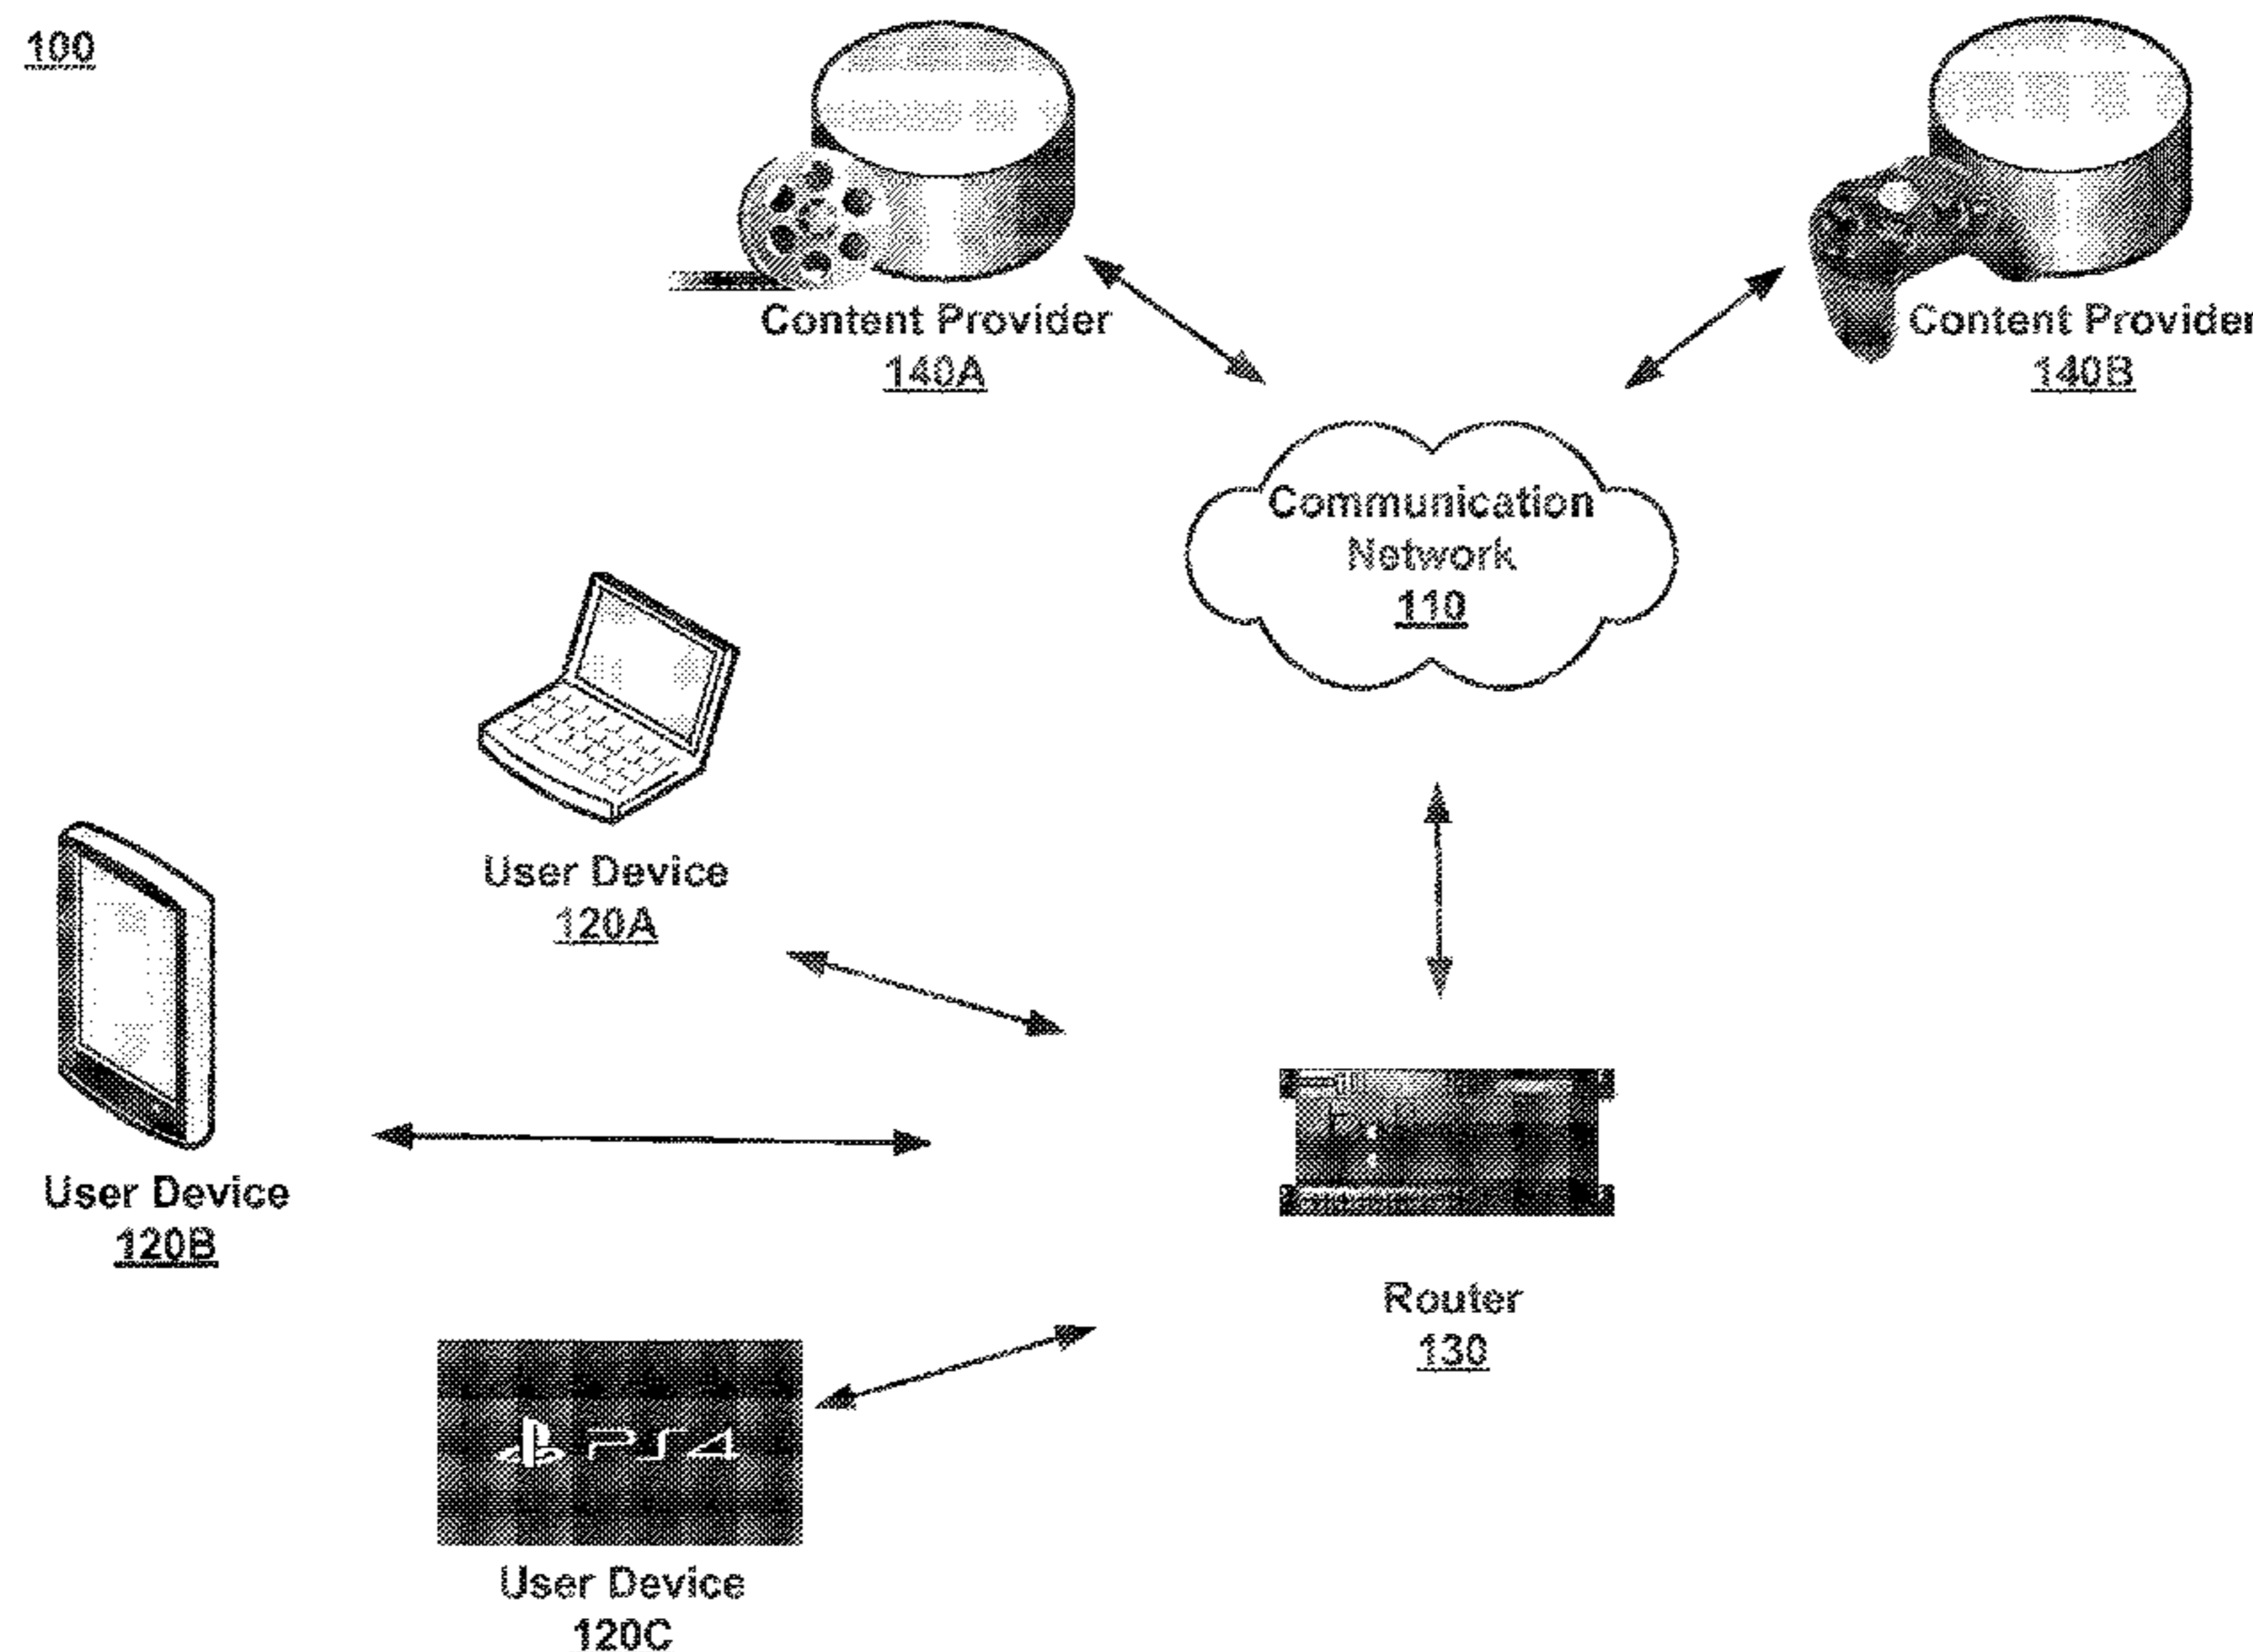 100
Content Provider
140A
Content Provider
140B
Communication
Network
110
User Device
120A
User Device
120B
Router
130
PS4
User Device
120C